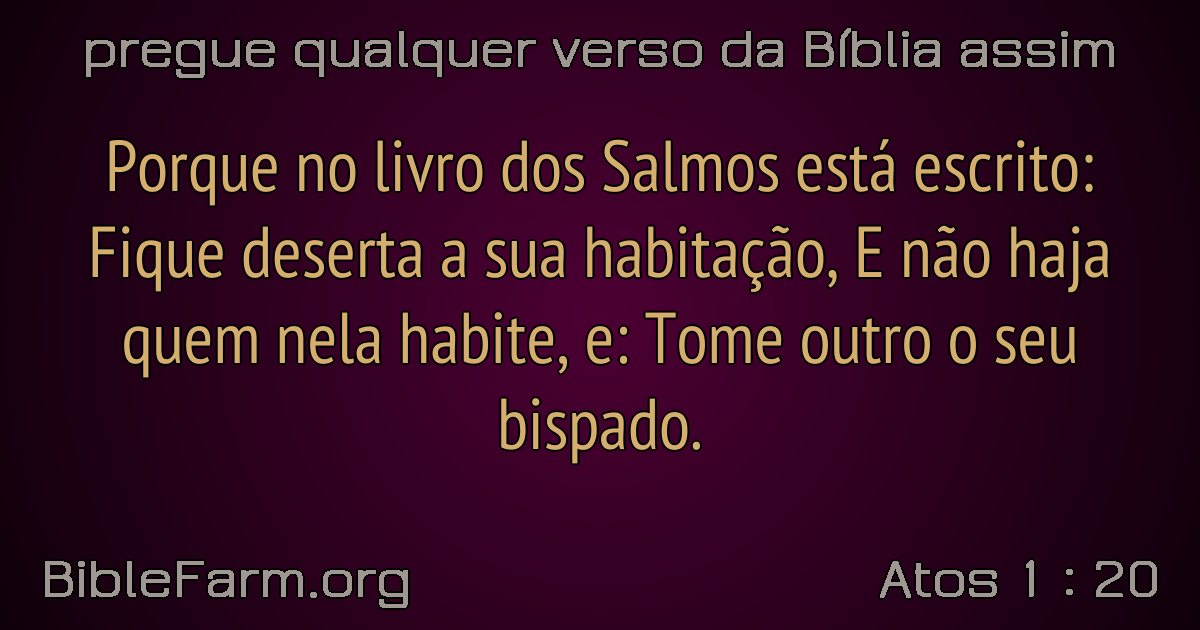 pregue qualquer verso da Bíblia assim
Porque no livro dos Salmos está escrito:
Fique deserta a sua habitação, E não haja
quem nela habite, e: Tome outro o seu
bispado.
BibleFarm.org
Atos 1 : 20